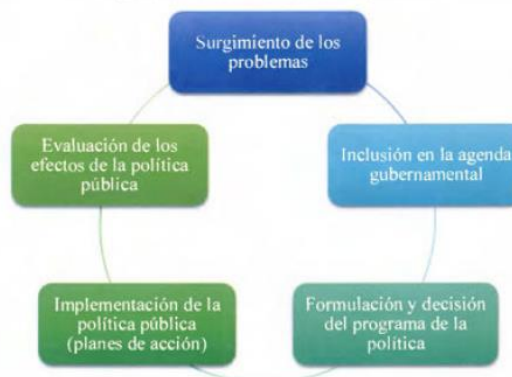 Surgimiento de los
problemas
Inclusión en la agenda
gubernamental
Formulación y decisión
del programa de la
política
Implementación de la
política pública
(planes de acción)
Evaluación de los
efectos de la política
pública